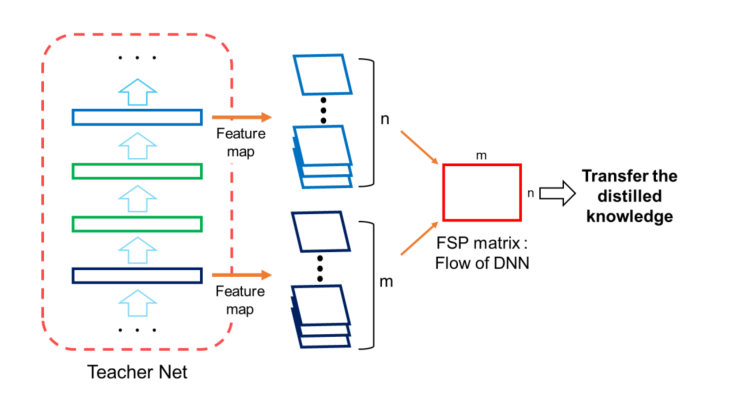 . . .
Feature
map
n
m
n
Transfer the
distilled
knowledge
FSP matrix :
Flow of DNN
Feature
map
m
. . .
Teacher Net